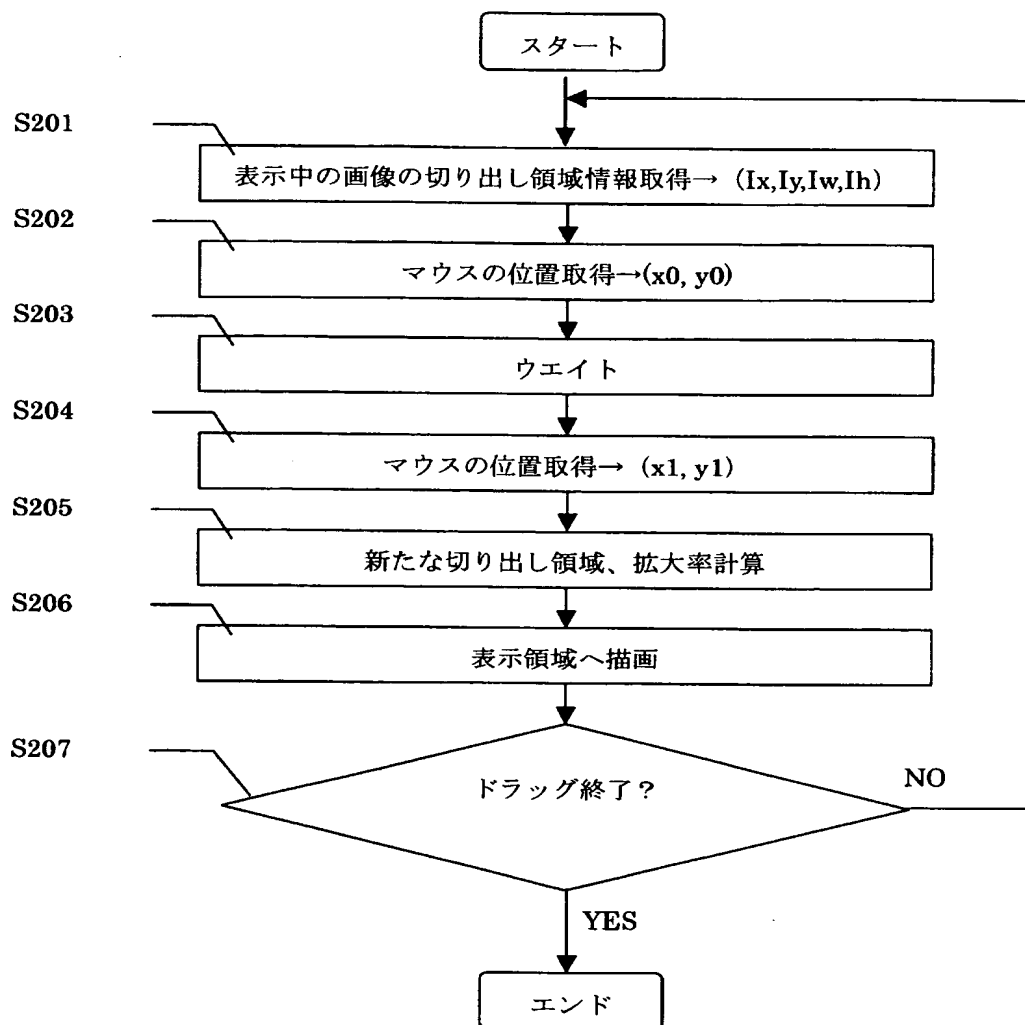 スタート
S201
表示中の画像の切り出し領域情報取得→ (Ix,Iy,Iw,Ih)
S202
マウスの位置取得→(x0, y0)
S203
ウエイト
S204
マウスの位置取得→ (x1, y1)
S205
新たな切り出し領域、拡大率計算
S206
表示領域へ描画
S207
ドラッグ終了?
NO
YES
エンド